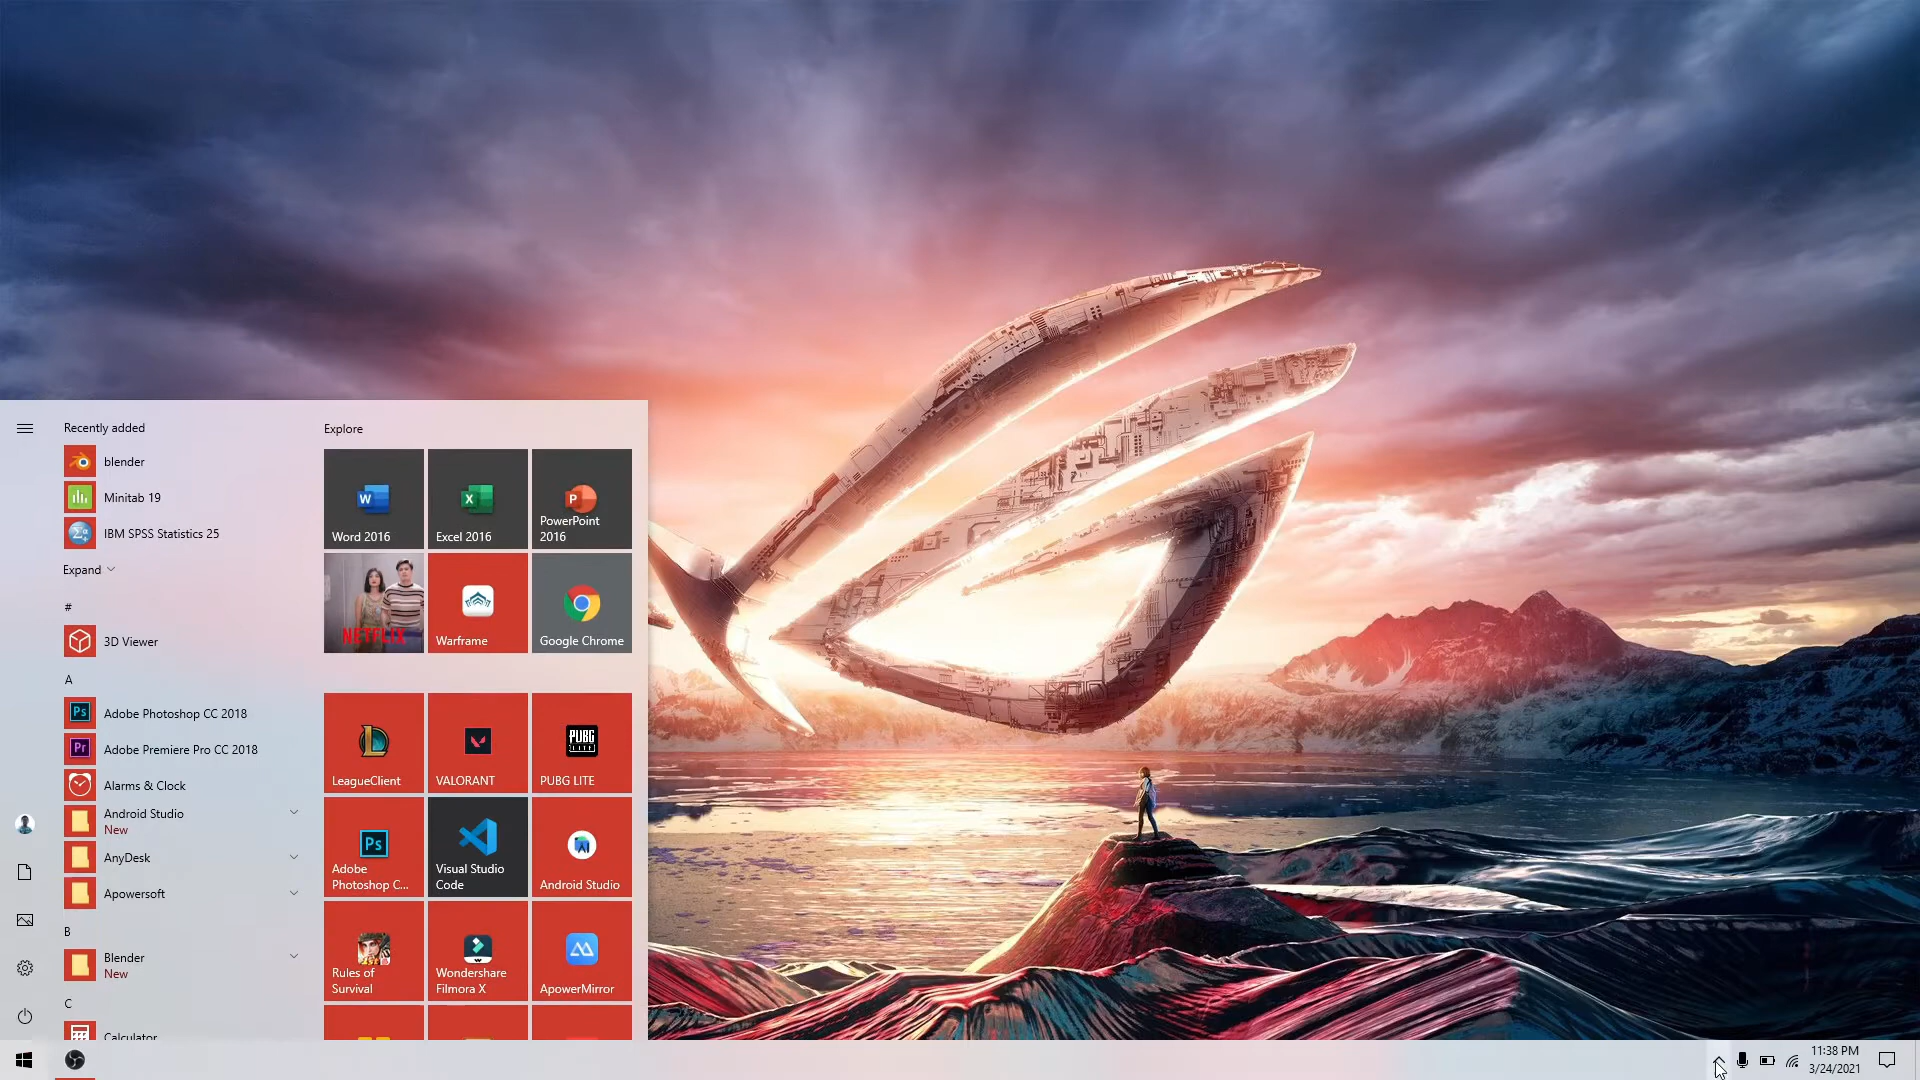 Recently added
blender
Minitab 19
IBM SPSS Statistics 25
Expand
#
3D Viewer
A
Adobe Photoshop CC 2018
Adobe Premiere Pro CC 2018
Alarms & Clock
Android Studio
New
AnyDesk
Apowersoft
B
Blender
New
C
Calculator
Explore
Word 2016
Excel 2016
PowerPoint
2016
NETFLIX
Warframe
Google Chrome
LeagueClient
VALORANT
PUBG
LITE
PUBG LITE
Adobe
Photoshop C...
Visual Studio
Code
Android Studio
Rules of
Survival
Wondershare
Filmora X
ApowerMirror
11:38 PM
3/24/2021